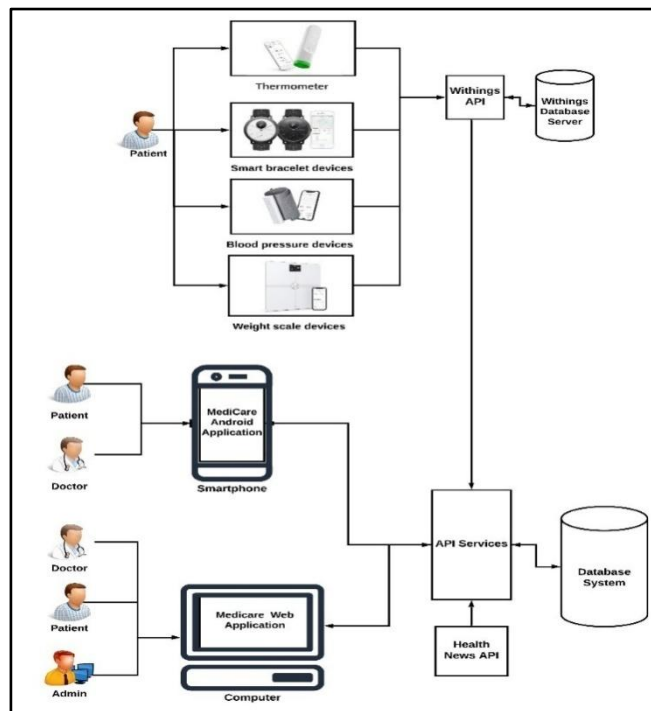 Thermometer
Patient
Smart bracelet devices
Blood pressure devices
Weight scale devices
Withings
API
Withings
Database
Server
Patient
Doctor
MediCare
Android
Application
Smartphone
Doctor
Patient
Admin
Medicare Web
Application
Computer
API Services
Database
System
Health
News API